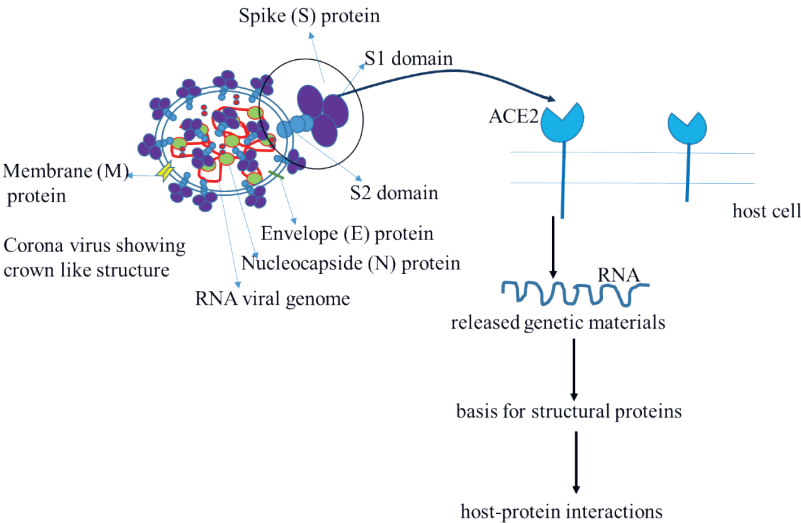 Spike (S) protein
S1 domain
ACE2
Membrane (M)
protein
S2 domain
host cell
Envelope (E) protein
Corona virus showing
crown like structure
Nucleocapside (N) protein
RNA
RNA viral genome
released genetic materials
basis for structural proteins
host-protein interactions